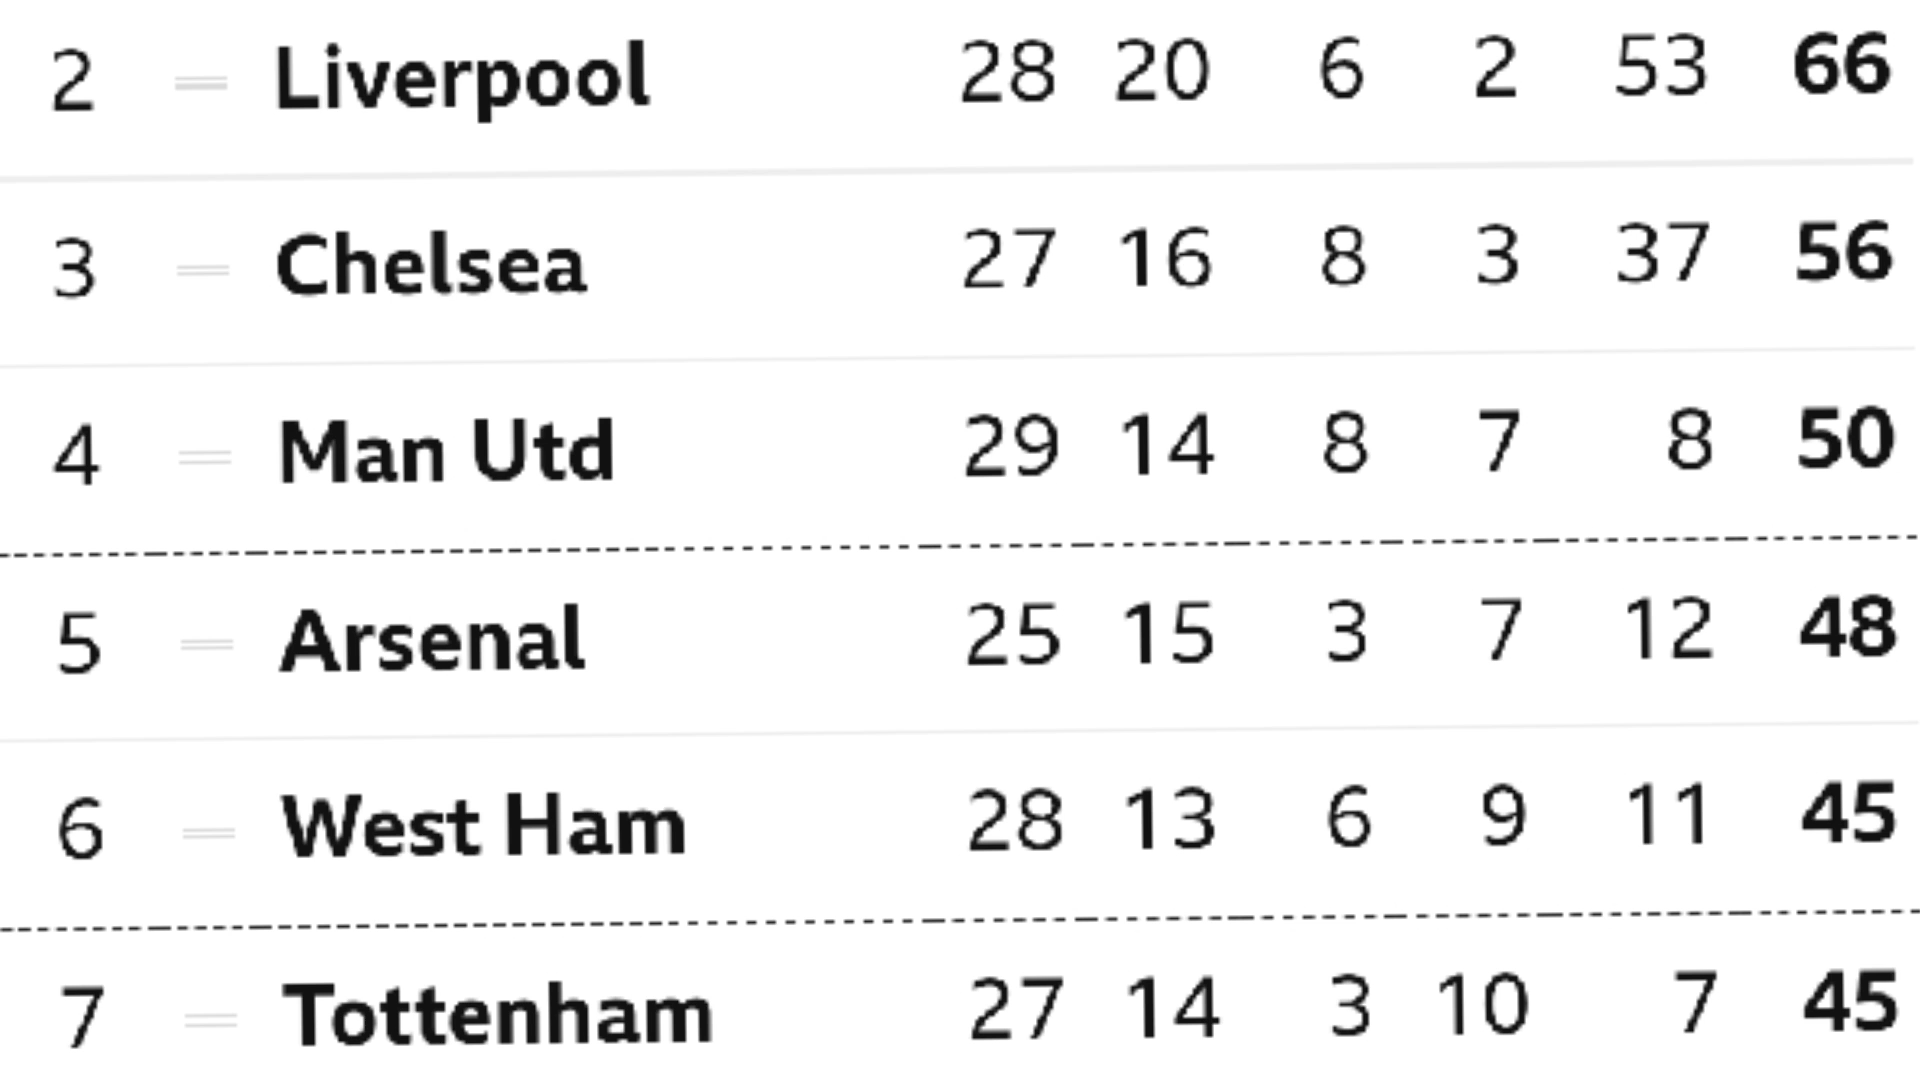 2 = Liverpool 28 20 6 2 53 66
3 = Chelsea 27 16 8 3 37 56
4 = Man Utd 29 14 8 7 8 50
5 = Arsenal 25 15 3 7 12 48
6 = West Ham 28 13 6 9 11 45
7 = Tottenham 27 14 3 10 7 45